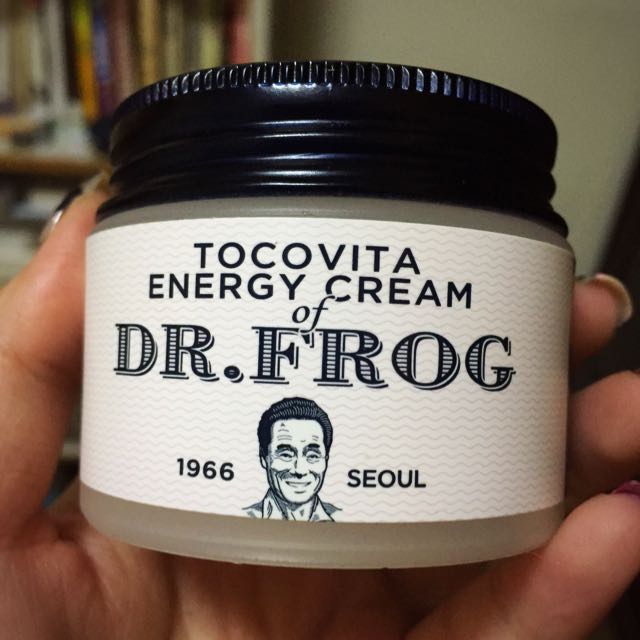 TOCOVITA
ENERGY CREAM
of
DR.FROG
1966 SEOUL